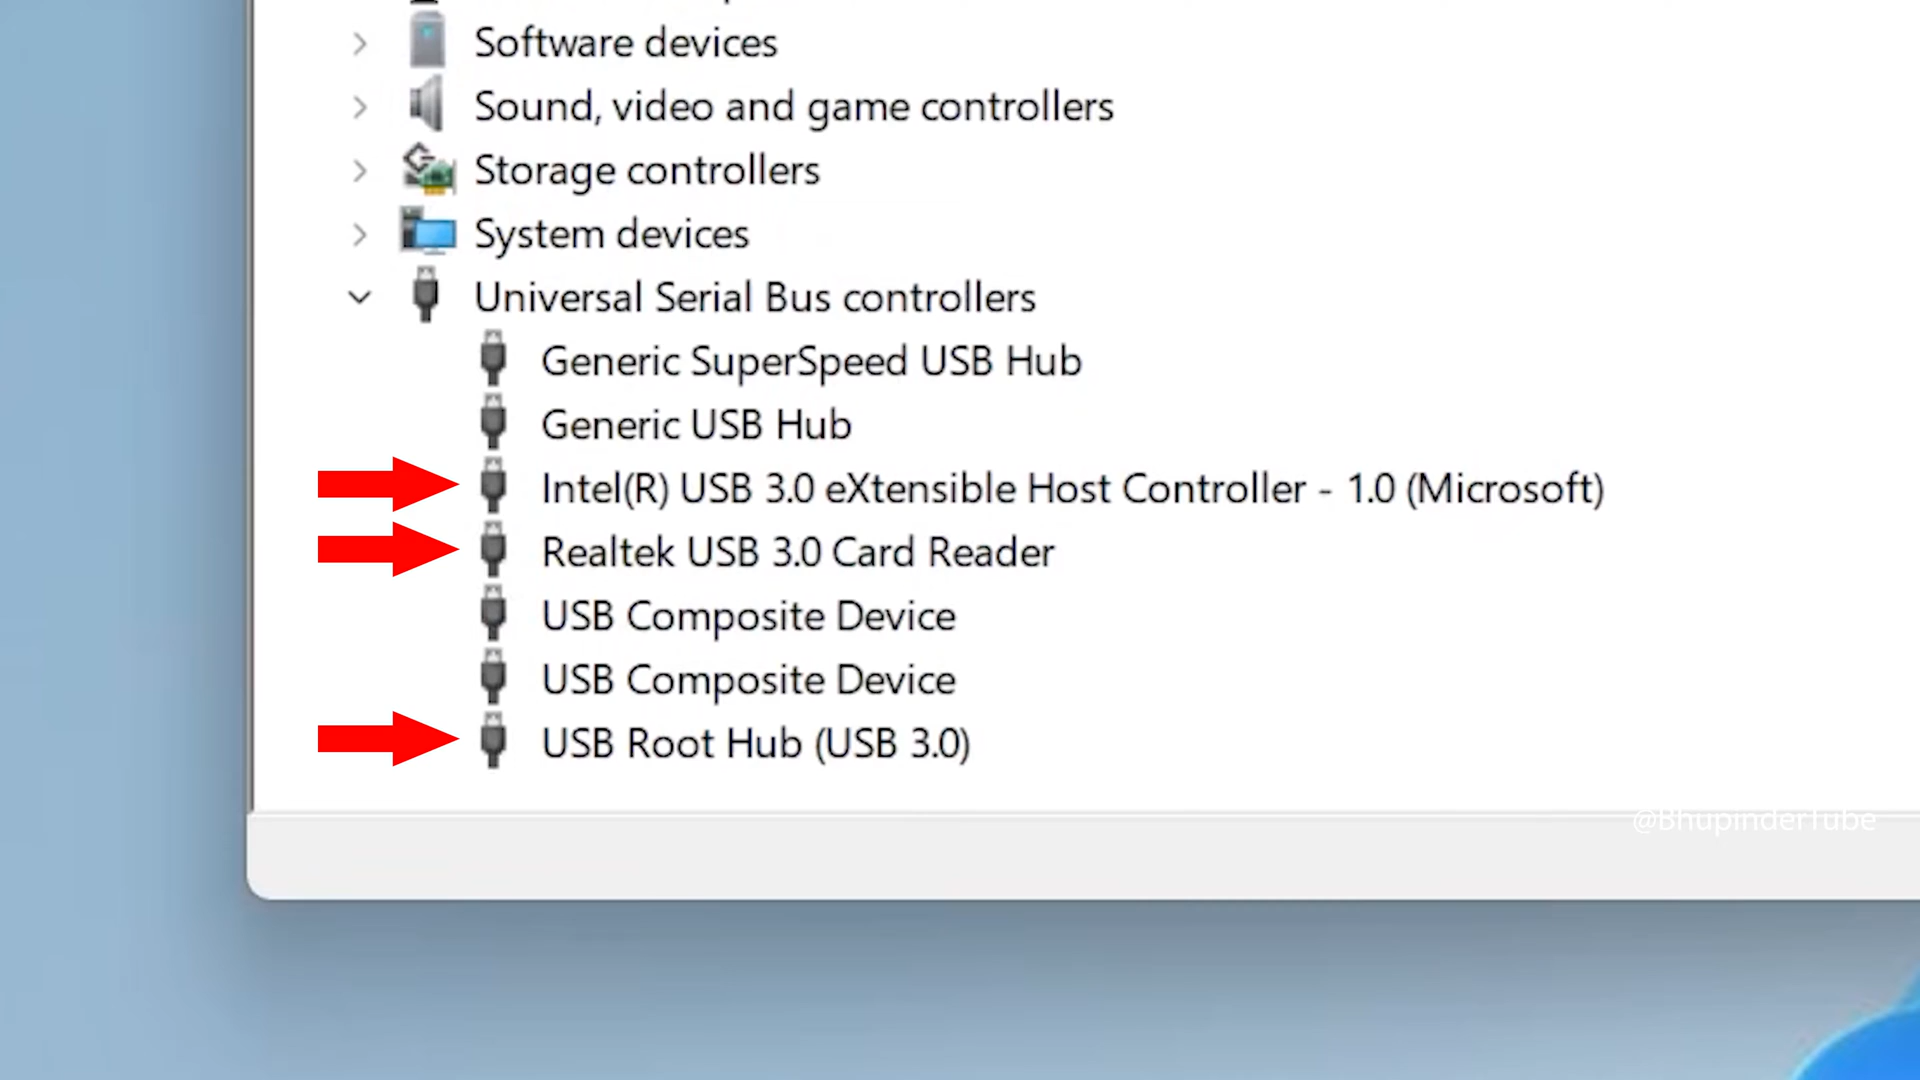 Software devices
Sound, video and game controllers
Storage controllers
System devices
Universal Serial Bus controllers
Generic SuperSpeed USB Hub
Generic USB Hub
Intel(R) USB 3.0 eXtensible Host Controller - 1.0 (Microsoft)
Realtek USB 3.0 Card Reader
USB Composite Device
USB Composite Device
USB Root Hub (USB 3.0)
@BhupinderTube